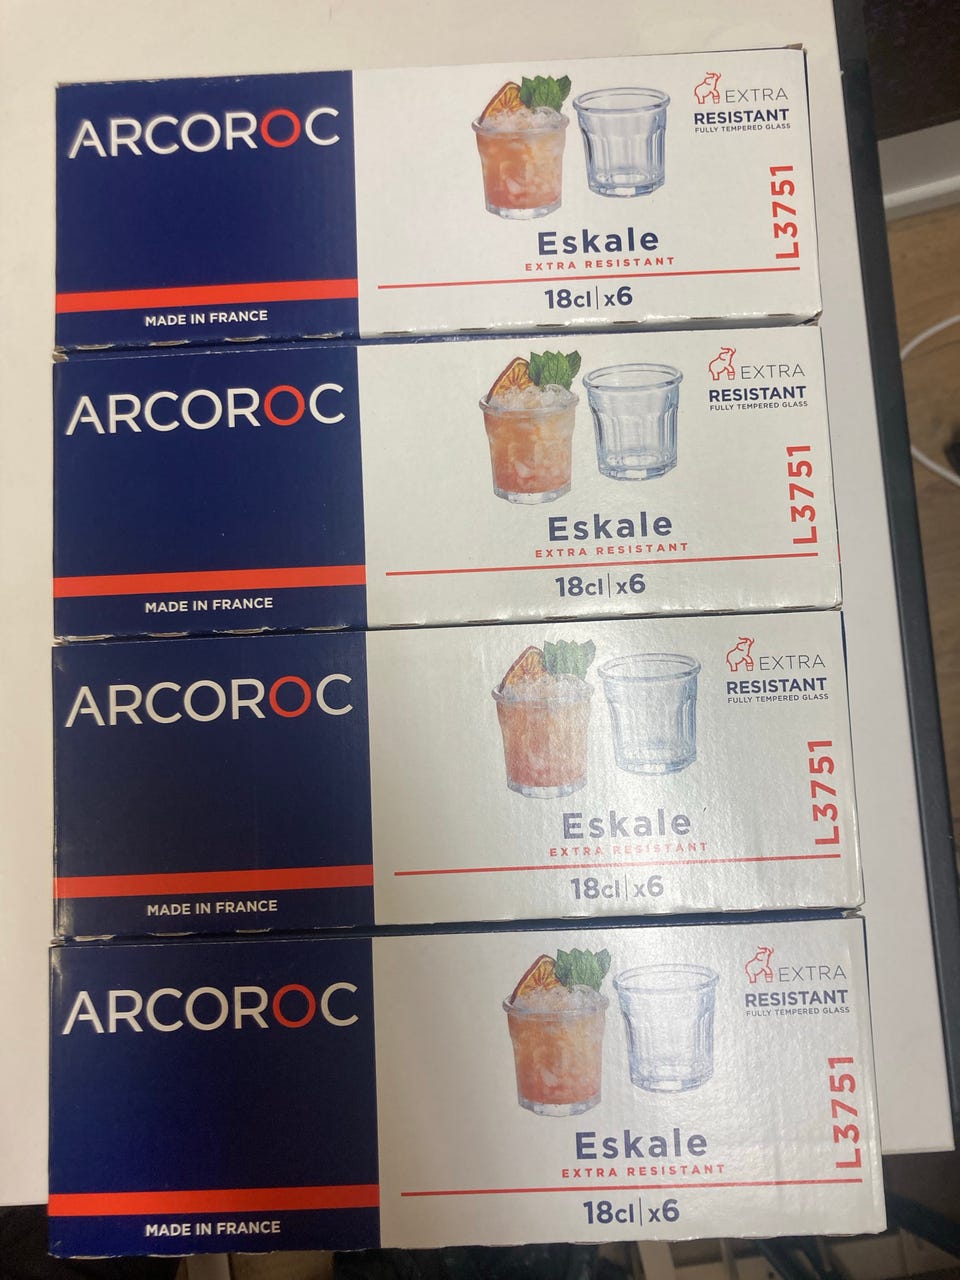 ARCOROC
MADE IN FRANCE
EXTRA
RESISTANT
FULLY TEMPERED GLASS
L3751
Eskale
EXTRA RESISTANT
18cl|x6
ARCOROC
MADE IN FRANCE
EXTRA
RESISTANT
FULLY TEMPERED GLASS
L3751
Eskale
EXTRA RESISTANT
18cl|x6
ARCOROC
MADE IN FRANCE
EXTRA
RESISTANT
FULLY TEMPERED GLASS
L3751
Eskale
EXTRA RESISTANT
18cl|x6
ARCOROC
MADE IN FRANCE
EXTRA
RESISTANT
FULLY TEMPERED GLASS
L3751
Eskale
EXTRA RESISTANT
18cl|x6